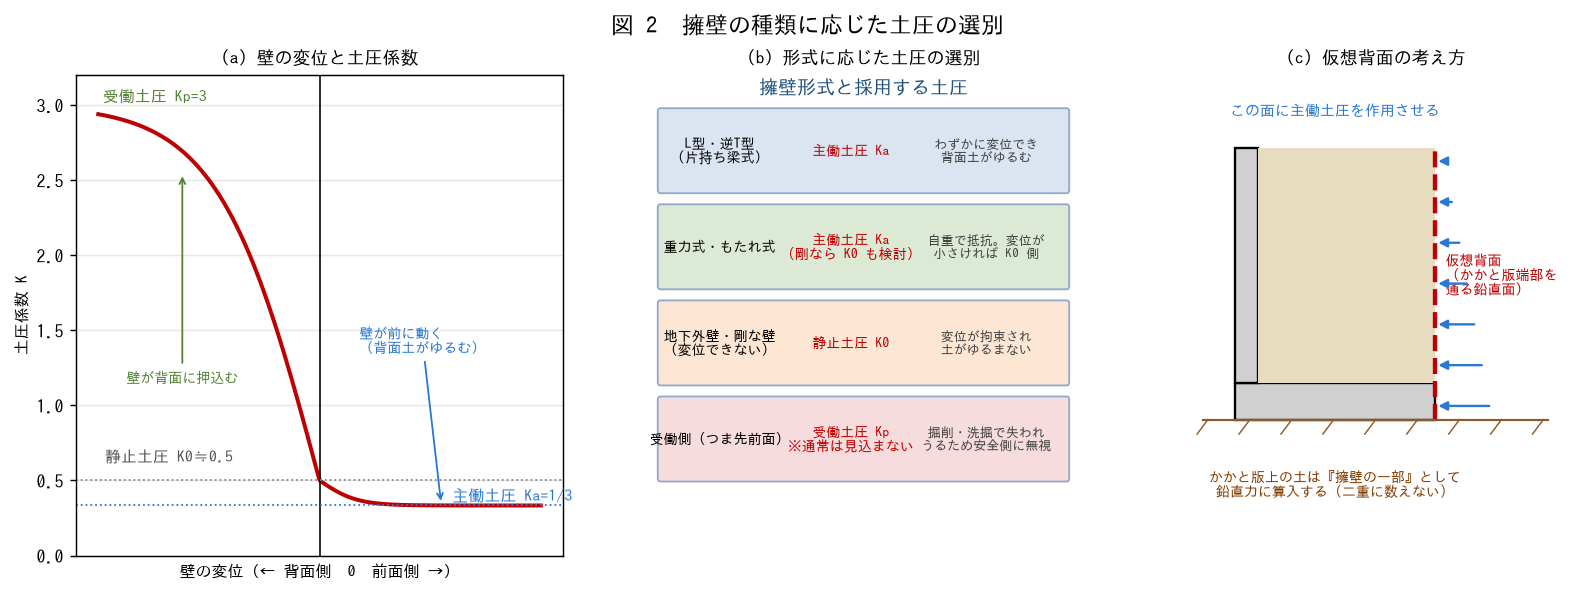 図 2　擁壁の種類に応じた土圧の選別
(a) 壁の変位と土圧係数
受働土圧 Kp=3
3.0
2.5
2.0
1.5
1.0
0.5
0.0
土圧係数 K
壁が前に動く
（背面土がゆるむ）
壁が背面に押込む
静止土圧 K0≒0.5
主働土圧 Ka=1/3
壁の変位（← 背面側　0　前面側 →）
(b) 形式に応じた土圧の選別
擁壁形式と採用する土圧
L型・逆T型
（片持ち梁式）
主働土圧 Ka
わずかに変位でき
背面土がゆるむ
重力式・もたれ式
主働土圧 Ka
（剛なら K0 も検討）
自重で抵抗。変位が
小さければ K0 側
地下外壁・剛な壁
（変位できない）
静止土圧 K0
変位が拘束され
土がゆるまない
受働側（つま先前面）
受働土圧 Kp
※通常は見込まない
掘削・洗掘で失われ
うるため安全側に無視
(c) 仮想背面の考え方
この面に主働土圧を作用させる
仮想背面
（かかと版端部を
通る鉛直面）
かかと版上の土は『擁壁の一部』として
鉛直力に算入する（二重に数えない）